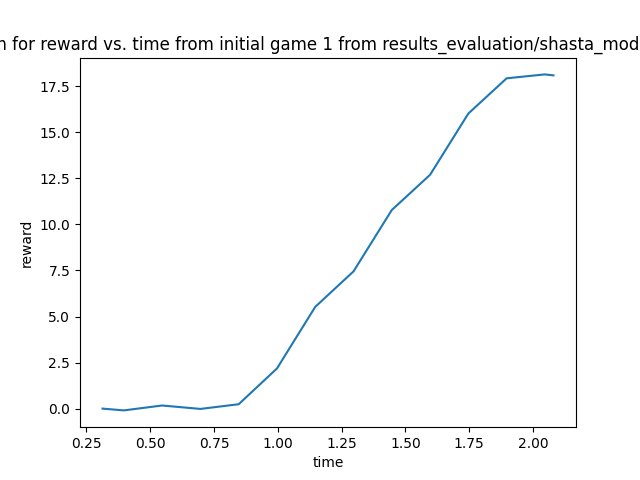 for reward vs. time from initial game 1 from results_evaluation/shasta_mod
17.5
15.0
12.5
10.0
7.5
5.0
2.5
0.0
reward
0.25 0.50 0.75 1.00 1.25 1.50 1.75 2.00
time